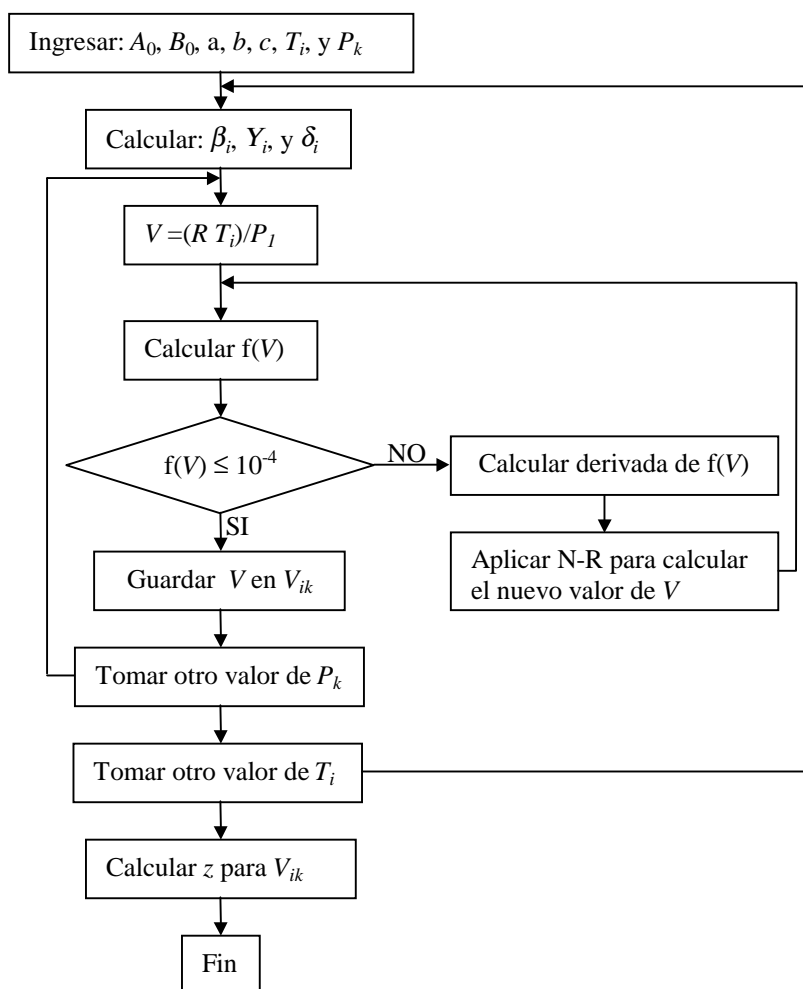 Ingresar: A₀, B₀, a, b, c, Tᵢ, y Pₖ
Calcular: βᵢ, Yᵢ, y δᵢ
V =(R Tᵢ)/P₁
Calcular f(V)
f(V) ≤ 10⁻⁴
NO
Calcular derivada de f(V)
SI
Aplicar N-R para calcular
el nuevo valor de V
Guardar V en Vᵢₖ
Tomar otro valor de Pₖ
Tomar otro valor de Tᵢ
Calcular z para Vᵢₖ
Fin